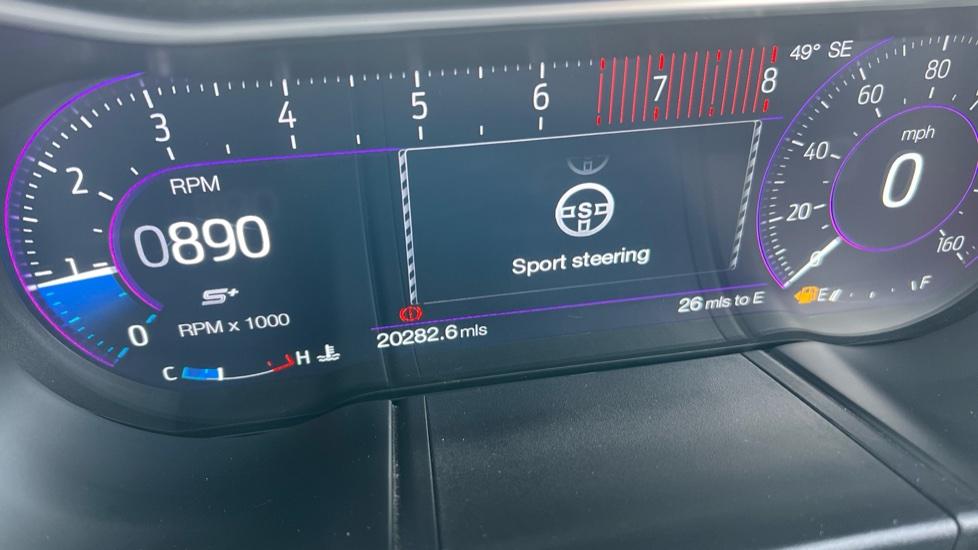 49° SE
3 4 5 6 7 8
2
1
0
RPM
0890
S+
RPM x 1000
C H
S
Sport steering
20282.6 mls
26 mls to E
E F
mph
0
0 20 40 60 80 160